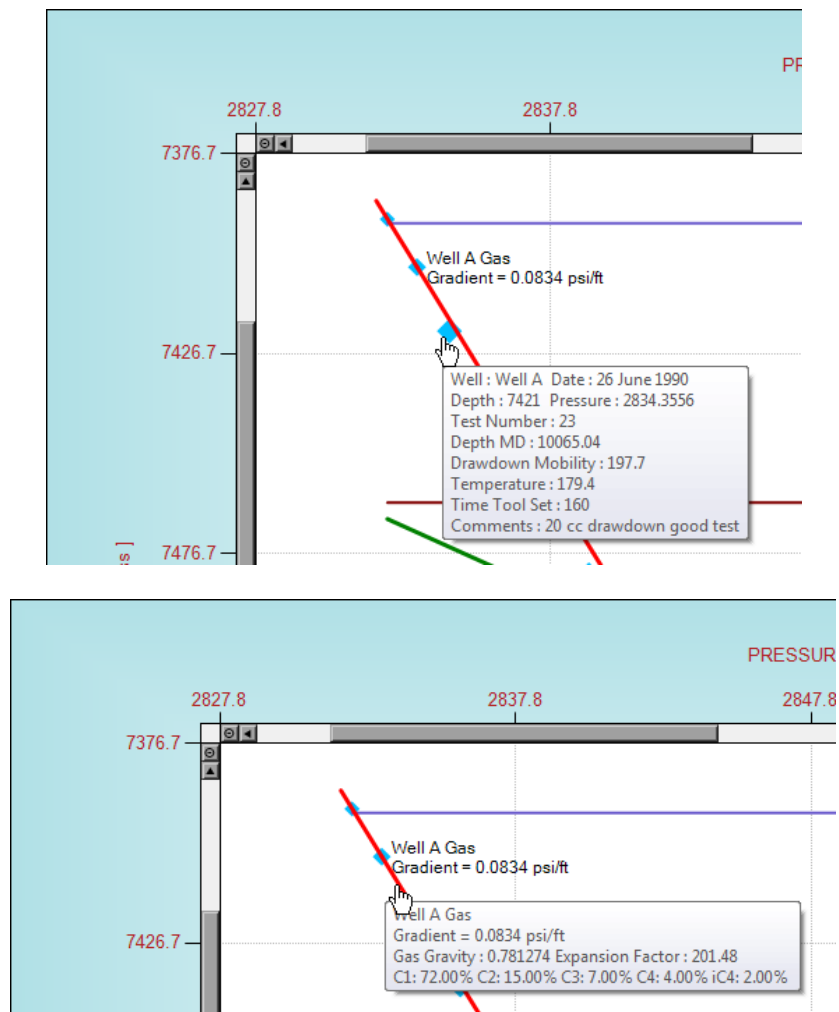 PR
2827.8 2837.8
7376.7
Well A Gas
Gradient = 0.0834 psi/ft
7426.7
Well : Well A Date : 26 June 1990
Depth : 7421 Pressure : 2834.3556
Test Number : 23
Depth MD : 10065.04
Drawdown Mobility : 197.7
Temperature : 179.4
Time Tool Set : 160
Comments : 20 cc drawdown good test
7476.7
ss ]
PRESSUR
2827.8 2837.8 2847.8
7376.7
Well A Gas
Gradient = 0.0834 psi/ft
7426.7
Well A Gas
Gradient = 0.0834 psi/ft
Gas Gravity : 0.781274 Expansion Factor : 201.48
C1: 72.00% C2: 15.00% C3: 7.00% C4: 4.00% iC4: 2.00%